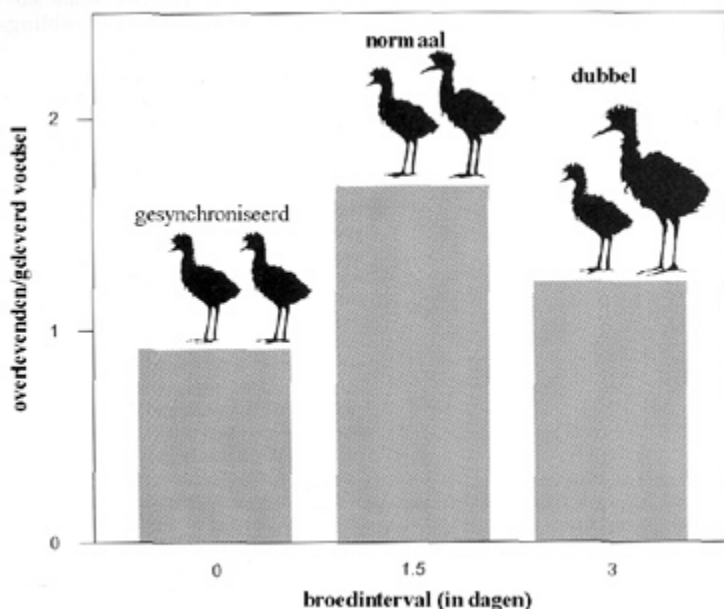 normaal
dubbel
gesynchroniseerd
overlevenden/geleverd voedsel
2
1
0
0
1.5
3
broedinterval (in dagen)